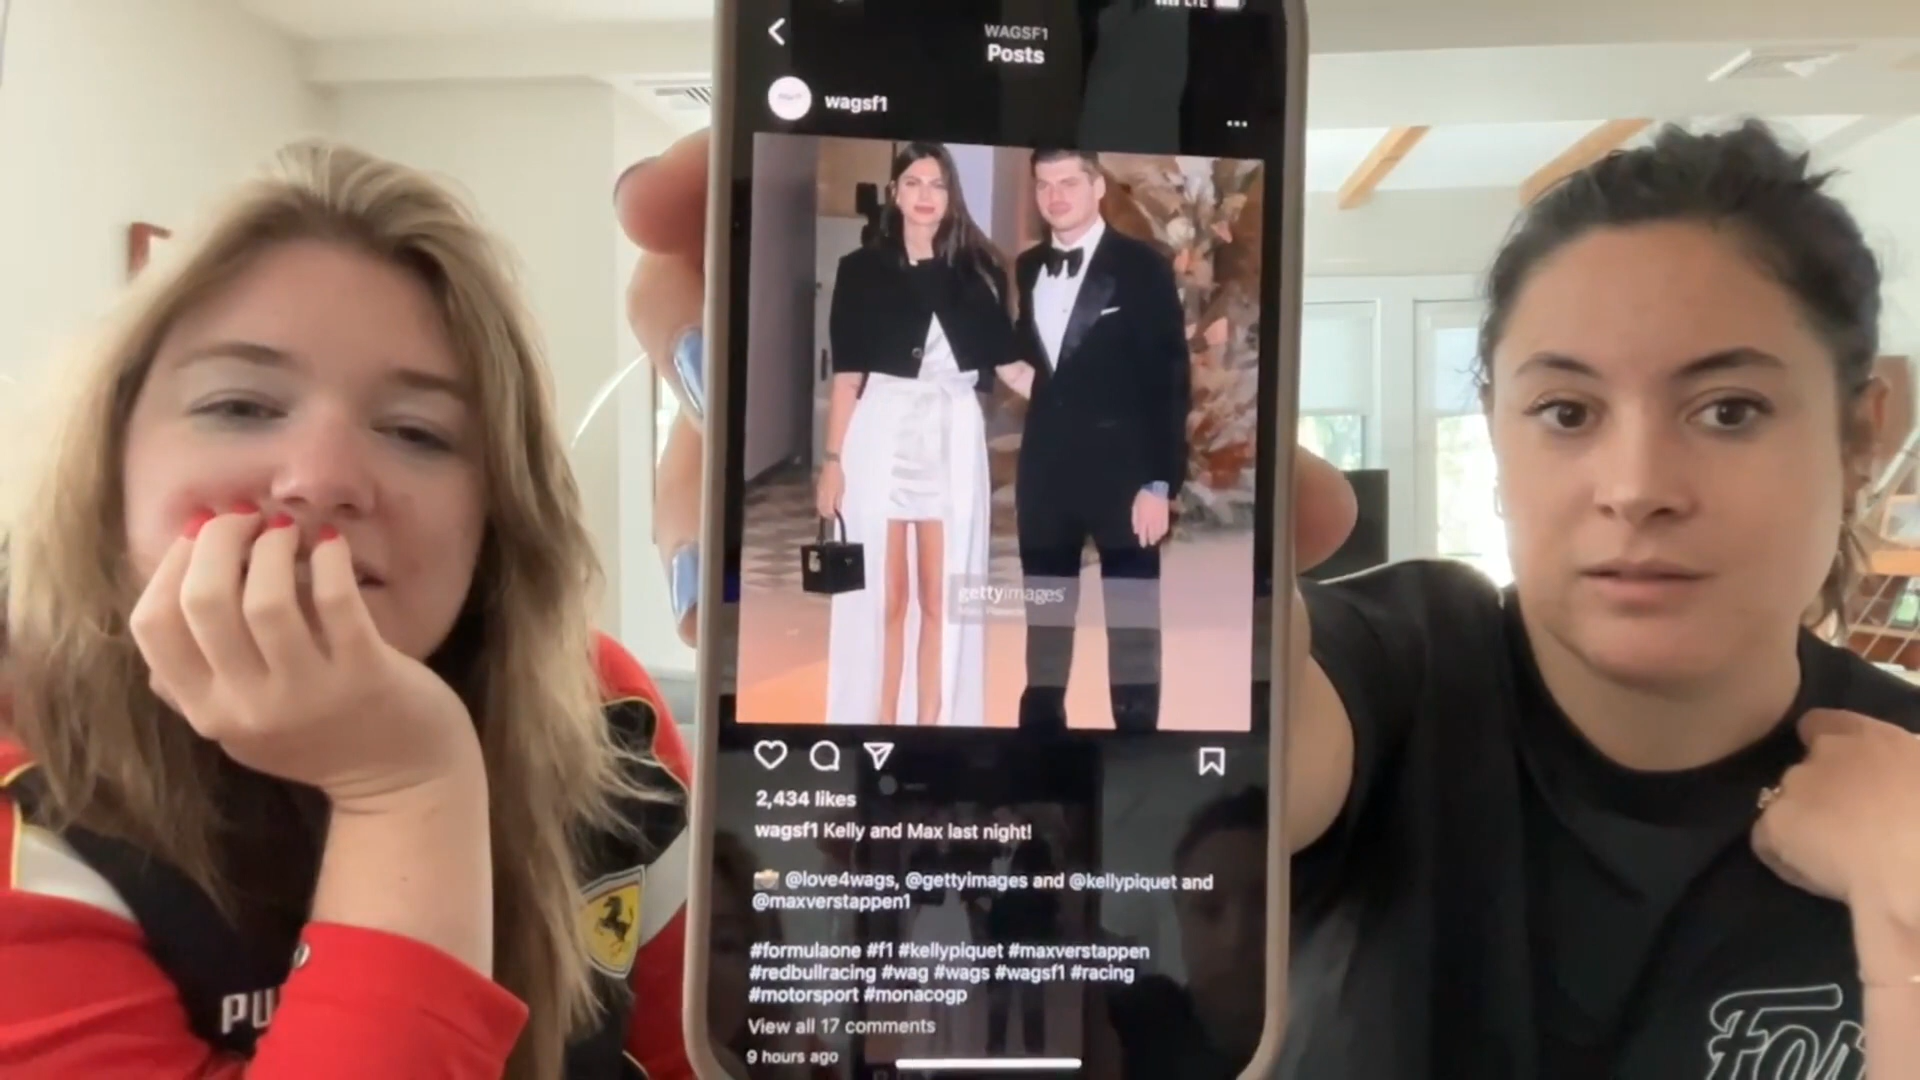 LTE
WAGSF1
Posts
wagsf1
gettyimages
2,434 likes
wagsf1 Kelly and Max last night!
@love4wags, @gettyimages and @kellypiquet and
@maxverstappen1
#formulaone #f1 #kellypiquet #maxverstappen
#redbullracing #wag #wags #wagsf1 #racing
#motorsport #monacogp
View all 17 comments
9 hours ago
PU
For